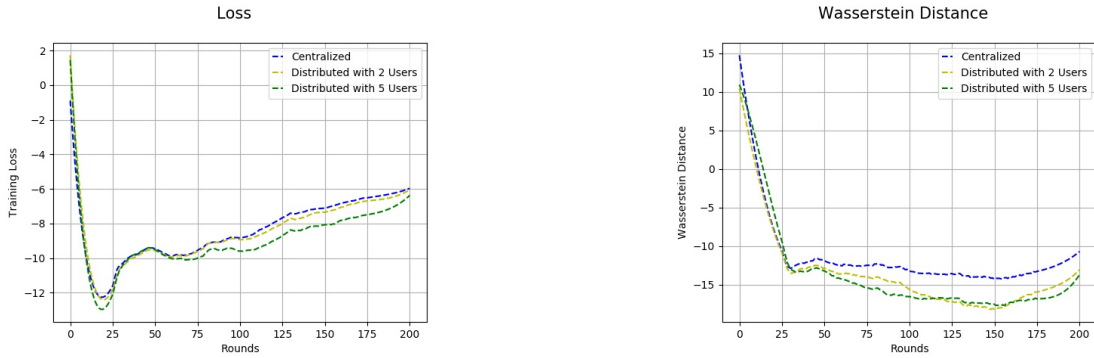 Loss
2
0
−2
−4
−6
−8
−10
−12
Training Loss
0 25 50 75 100 125 150 175 200
Rounds
Centralized
Distributed with 2 Users
Distributed with 5 Users
Wasserstein Distance
15
10
5
0
−5
−10
−15
Wasserstein Distance
0 25 50 75 100 125 150 175 200
Rounds
Centralized
Distributed with 2 Users
Distributed with 5 Users